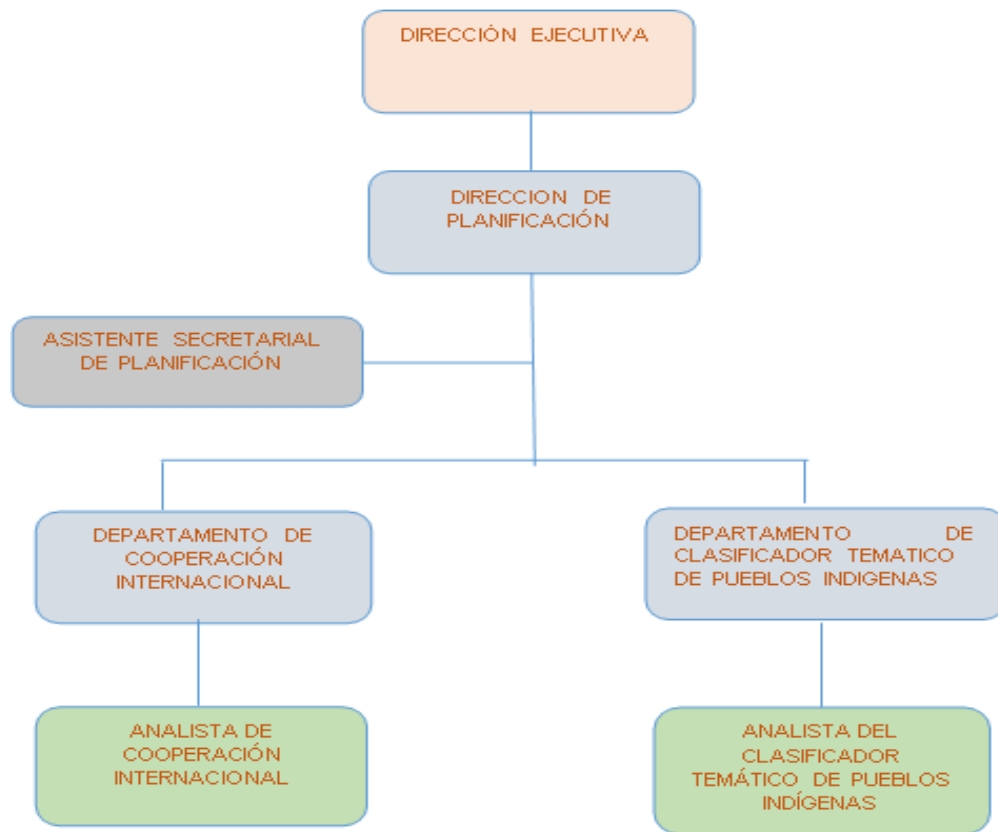 DIRECCIÓN EJECUTIVA
DIRECCION DE
PLANIFICACIÓN
ASISTENTE SECRETARIAL
DE PLANIFICACIÓN
DEPARTAMENTO DE
COOPERACIÓN
INTERNACIONAL
DEPARTAMENTO DE
CLASIFICADOR TEMATICO
DE PUEBLOS INDIGENAS
ANALISTA DE
COOPERACIÓN
INTERNACIONAL
ANALISTA DEL
CLASIFICADOR
TEMÁTICO DE PUEBLOS
INDÍGENAS